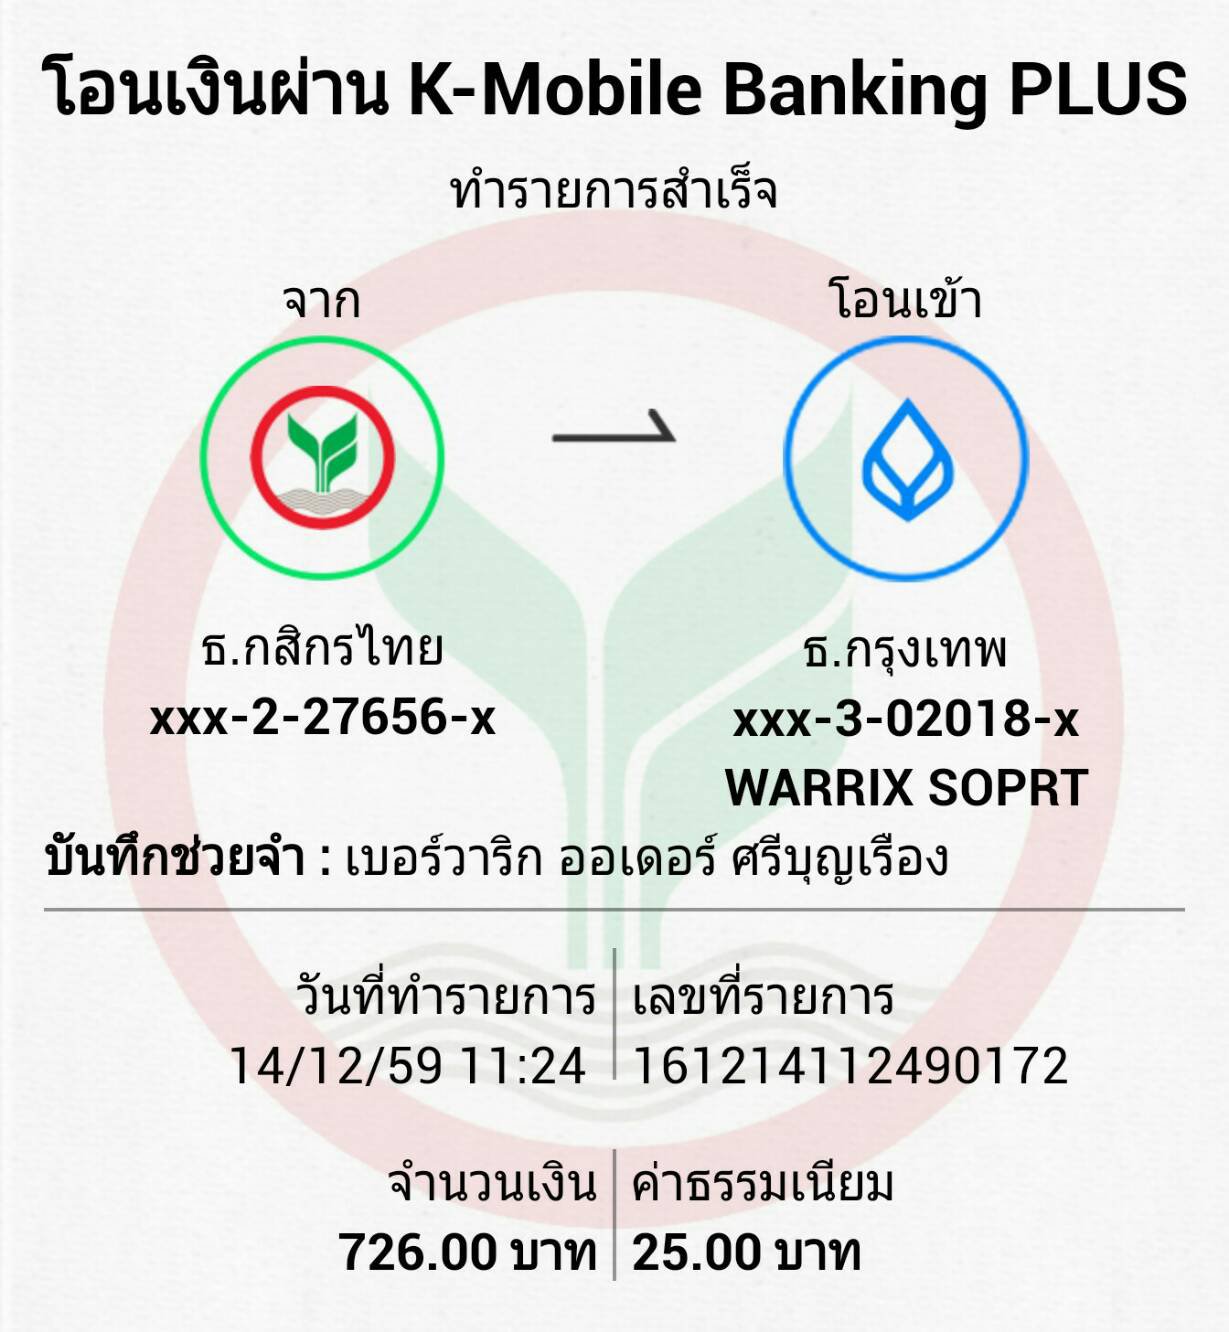 โอนเงินผ่าน K-Mobile Banking PLUS
ทำรายการสำเร็จ
จาก
โอนเข้า
ธ.กสิกรไทย
xxx-2-27656-x
ธ.กรุงเทพ
xxx-3-02018-x
WARRIX SOPRT
บันทึกช่วยจำ : เบอร์วาริก ออเดอร์ ศรีบุญเรือง
วันที่ทำรายการ
14/12/59 11:24
เลขที่รายการ
161214112490172
จำนวนเงิน
726.00 บาท
ค่าธรรมเนียม
25.00 บาท